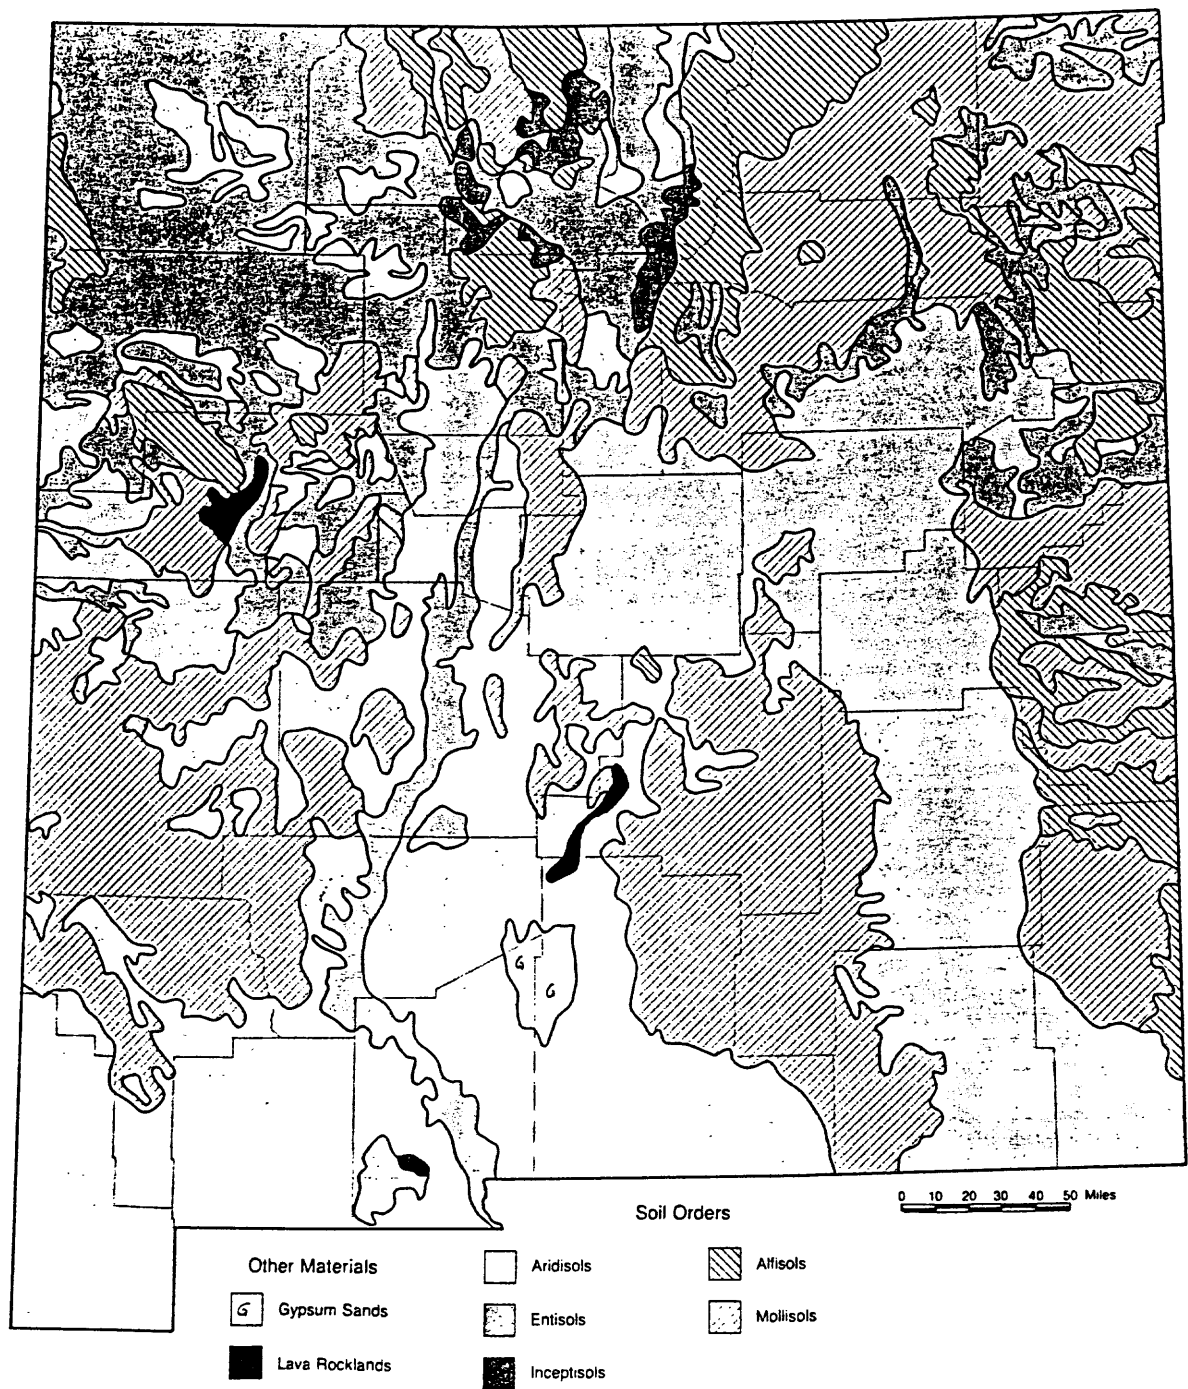 G
G
0 10 20 30 40 50 Miles
Soil Orders
Other Materials
Aridisols
Alfisols
G Gypsum Sands
Entisols
Mollisols
Lava Rocklands
Inceptisols